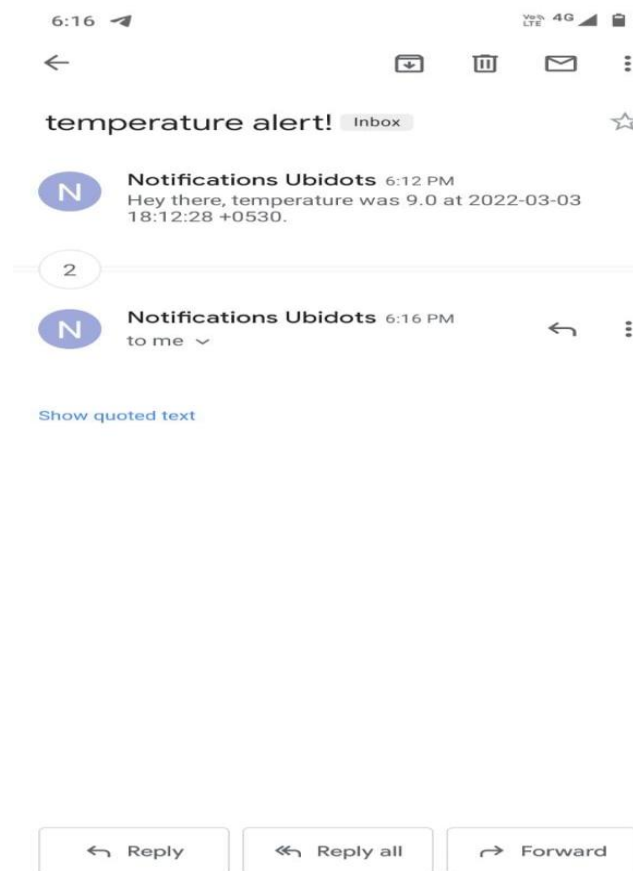 6:16 Vo)) LTE 4G
temperature alert! Inbox
N Notifications Ubidots 6:12 PM
Hey there, temperature was 9.0 at 2022-03-03
18:12:28 +0530.
2
N Notifications Ubidots 6:16 PM
to me
Show quoted text
Reply Reply all Forward